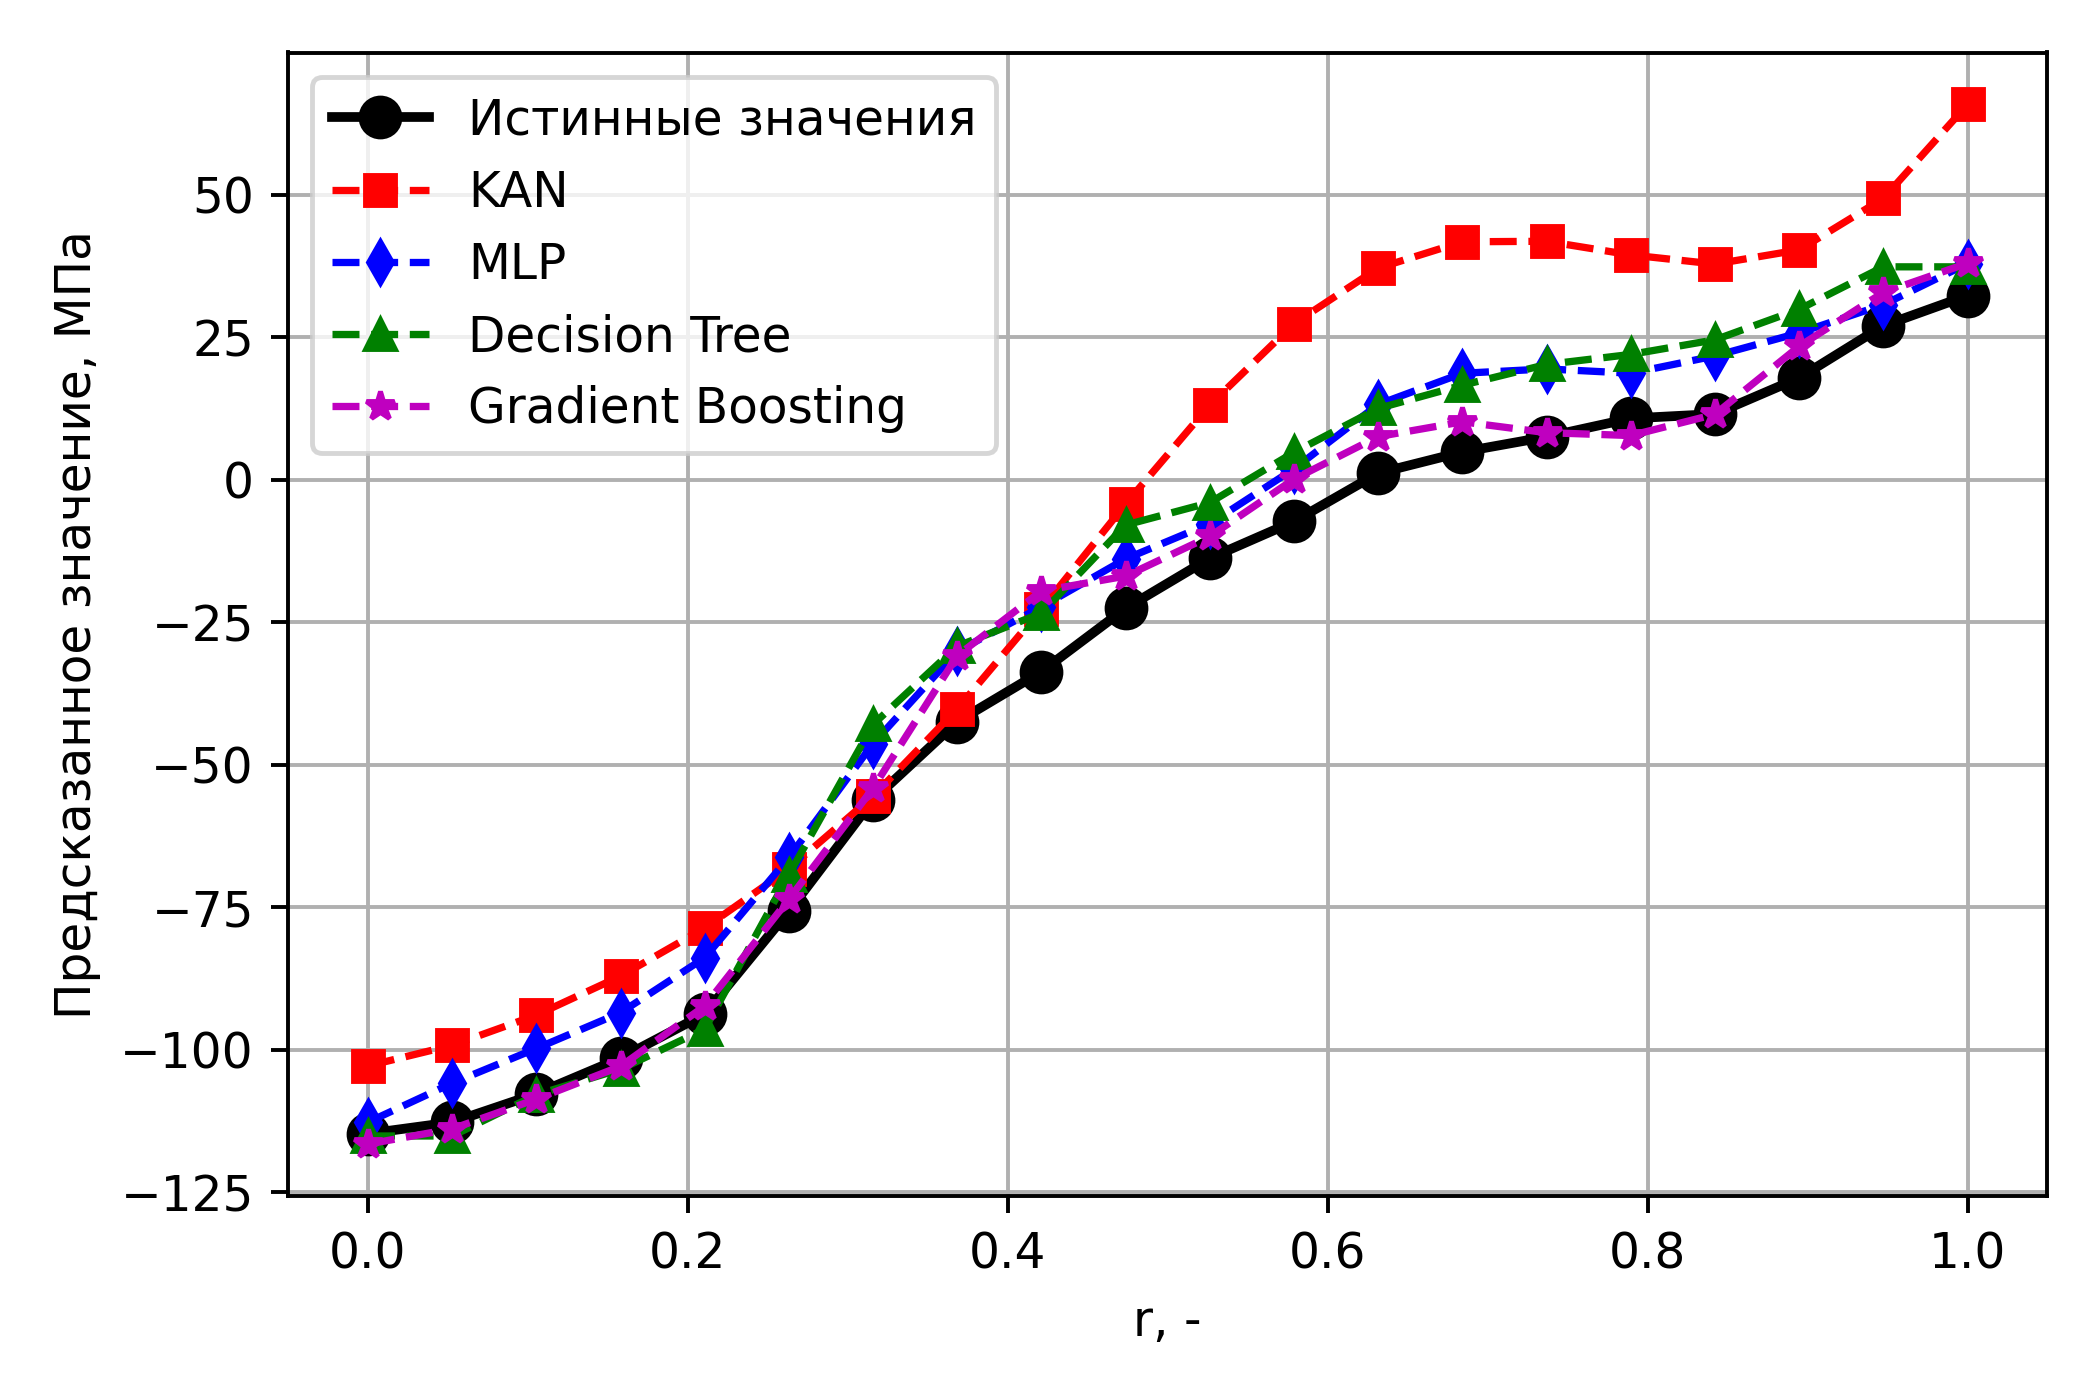 Истинные значения
KAN
MLP
Decision Tree
Gradient Boosting
Предсказанное значение, МПа
50
25
0
−25
−50
−75
−100
−125
0.0 0.2 0.4 0.6 0.8 1.0
r, -